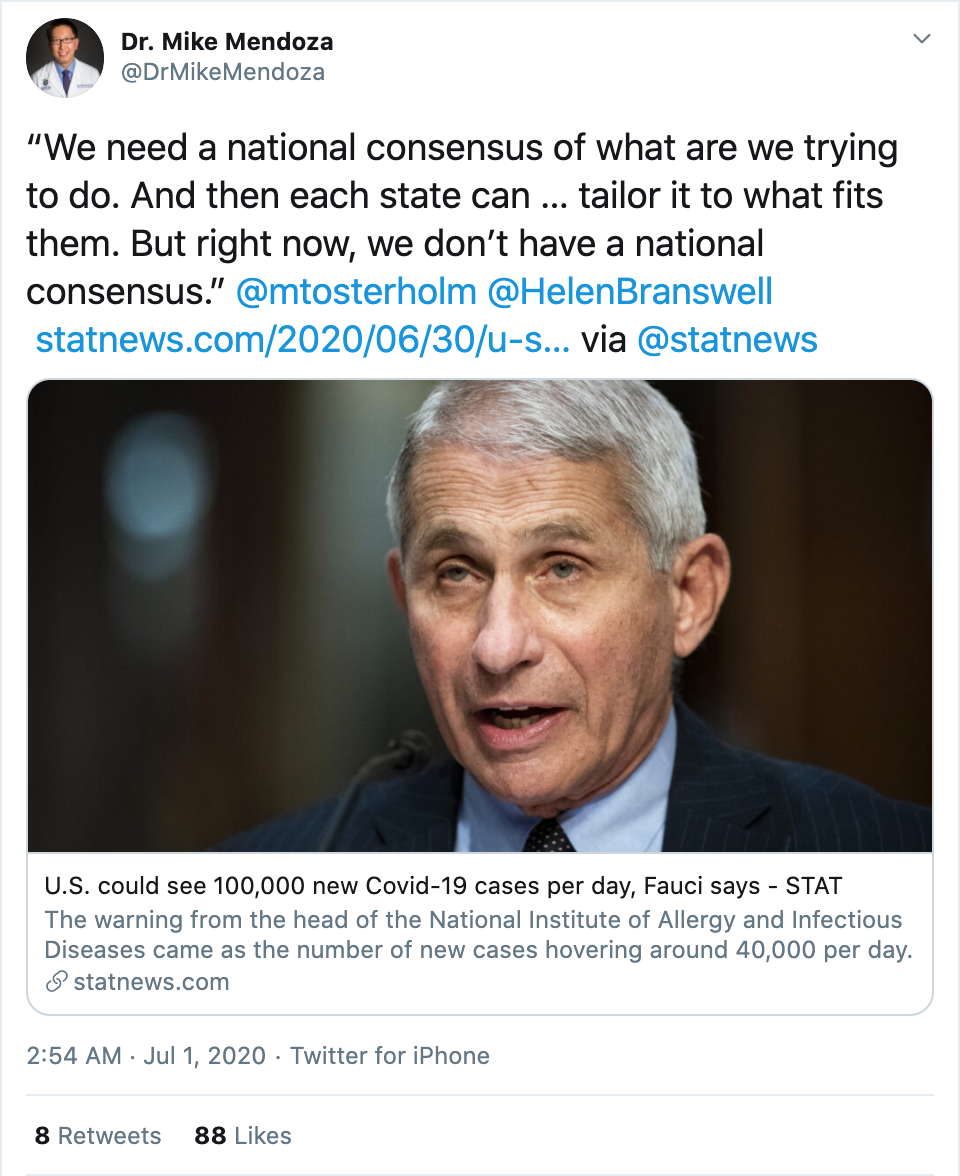 Dr. Mike Mendoza
@DrMikeMendoza
“We need a national consensus of what are we trying
to do. And then each state can ... tailor it to what fits
them. But right now, we don’t have a national
consensus.” @mtosterholm @HelenBranswell
statnews.com/2020/06/30/u-s... via @statnews
U.S. could see 100,000 new Covid-19 cases per day, Fauci says - STAT
The warning from the head of the National Institute of Allergy and Infectious
Diseases came as the number of new cases hovering around 40,000 per day.
statnews.com
2:54 AM · Jul 1, 2020 · Twitter for iPhone
8 Retweets 88 Likes